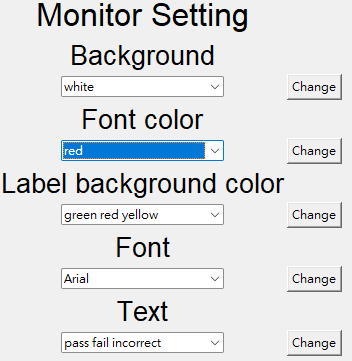 Monitor Setting
Background
white Change
Font color
red Change
Label background color
green red yellow Change
Font
Arial Change
Text
pass fail incorrect Change